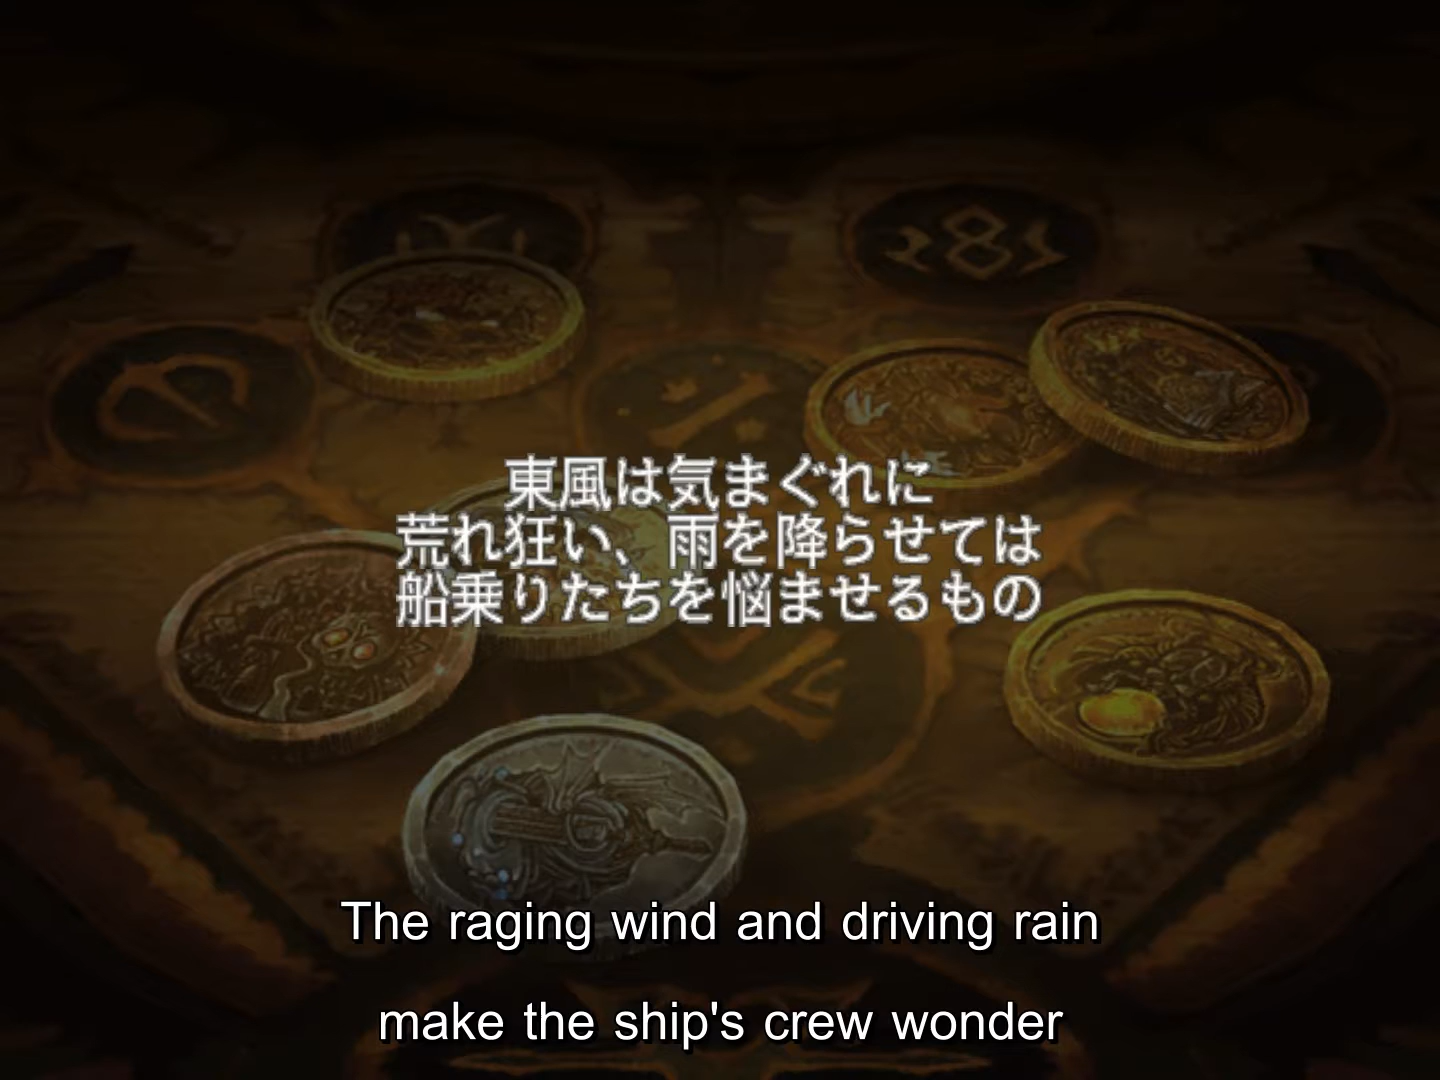 東風は気まぐれに
荒れ狂い、雨を降らせては
船乗りたちを悩ませるもの
The raging wind and driving rain
make the ship's crew wonder